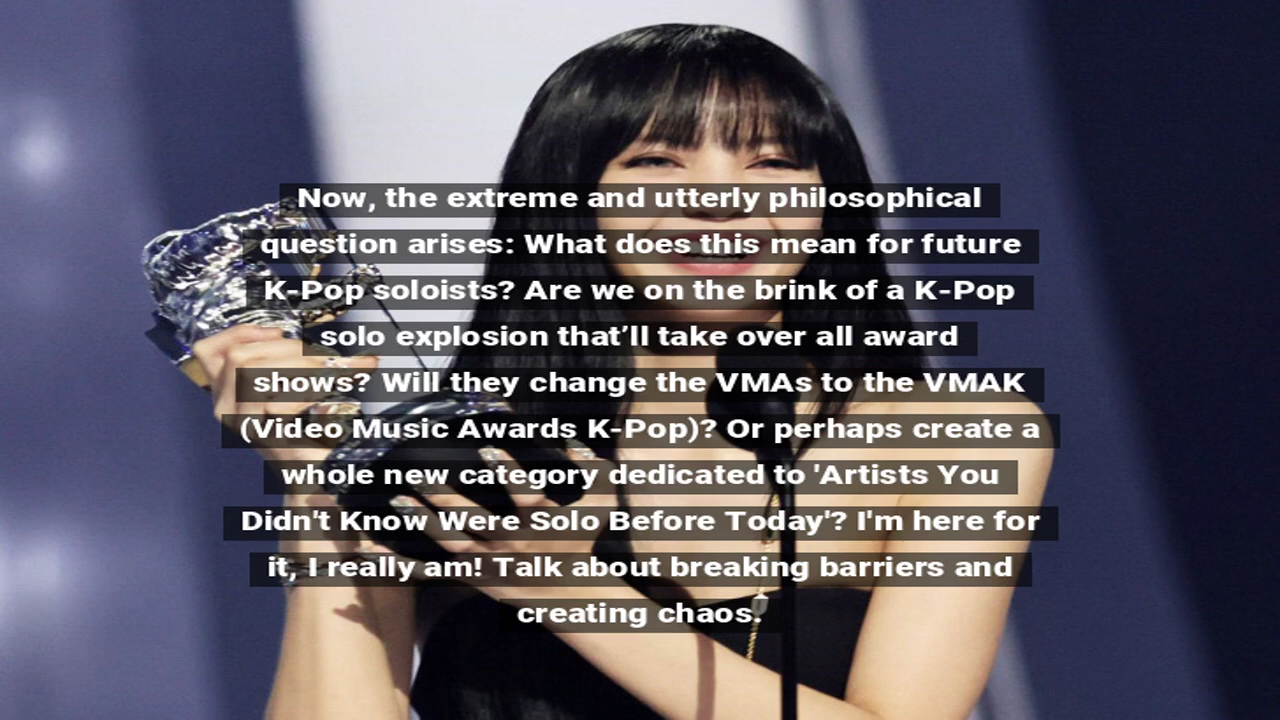 Now, the extreme and utterly philosophical
question arises: What does this mean for future
K-Pop soloists? Are we on the brink of a K-Pop
solo explosion that’ll take over all award
shows? Will they change the VMAs to the VMAK
(Video Music Awards K-Pop)? Or perhaps create a
whole new category dedicated to 'Artists You
Didn't Know Were Solo Before Today'? I'm here for
it, I really am! Talk about breaking barriers and
creating chaos.